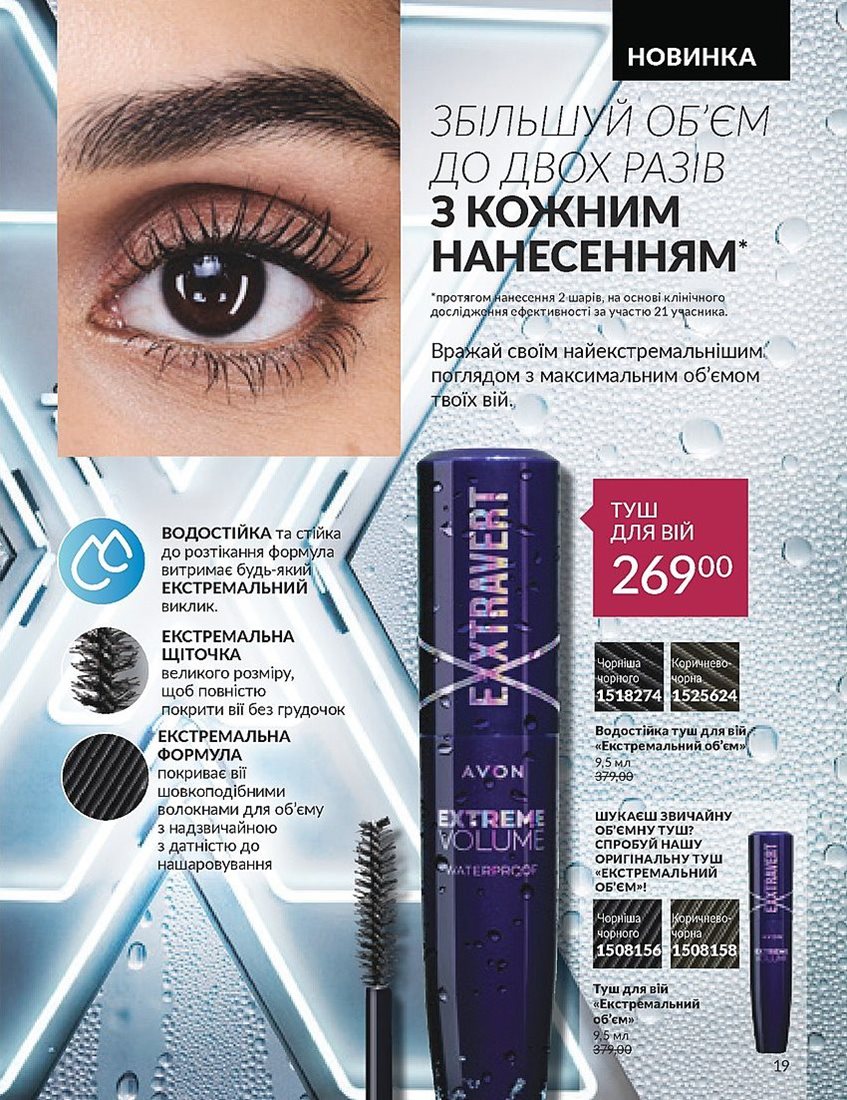 НОВИНКА
ЗБІЛЬШУЙ ОБ'ЄМ
ДО ДВОХ РАЗІВ
З КОЖНИМ
НАНЕСЕННЯМ*
*протягом нанесення 2 шарів, на основі клінічного
дослідження ефективності за участю 21 учасника.
Вражай своїм найекстремальнішим
поглядом з максимальним об'ємом
твоїх вій.
ВОДОСТІЙКА та стійка
до розтікання формула
витримає будь-який
ЕКСТРЕМАЛЬНИЙ
виклик.
ЕКСТРЕМАЛЬНА
ЩІТОЧКА
великого розміру,
щоб повністю
покрити вії без грудочок
ЕКСТРЕМАЛЬНА
ФОРМУЛА
покриває вії
шовкоподібними
волокнами для об'єму
з надзвичайною
з датністю до
нашаровування
EXXTRAVERT
AVON
EXTREME
VOLUME
WATERPROOF
ТУШ
ДЛЯ ВІЙ
26900
Чорніша
чорного
1518274
Коричнево-
чорна
1525624
Водостійка туш для вій
«Екстремальний об'єм»
9,5 мл
379,00
ШУКАЄШ ЗВИЧАЙНУ
ОБ'ЄМНУ ТУШ?
СПРОБУЙ НАШУ
ОРИГІНАЛЬНУ ТУШ
«ЕКСТРЕМАЛЬНИЙ
ОБ'ЄМ»!
Чорніша
чорного
1508156
Коричнево-
чорна
1508158
Туш для вій
«Екстремальний
об'єм»
9,5 мл
379,00
EXXTRAVERT
AVON
EXTREME
VOLUME
19